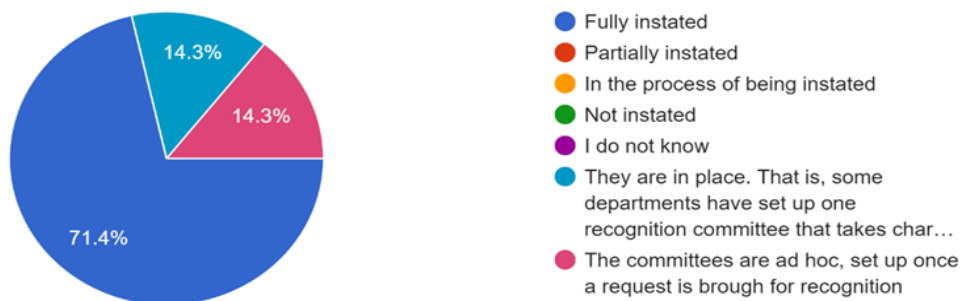 14.3%
14.3%
71.4%
Fully instated
Partially instated
In the process of being instated
Not instated
I do not know
They are in place. That is, some
departments have set up one
recognition committee that takes char…
The committees are ad hoc, set up once
a request is brough for recognition